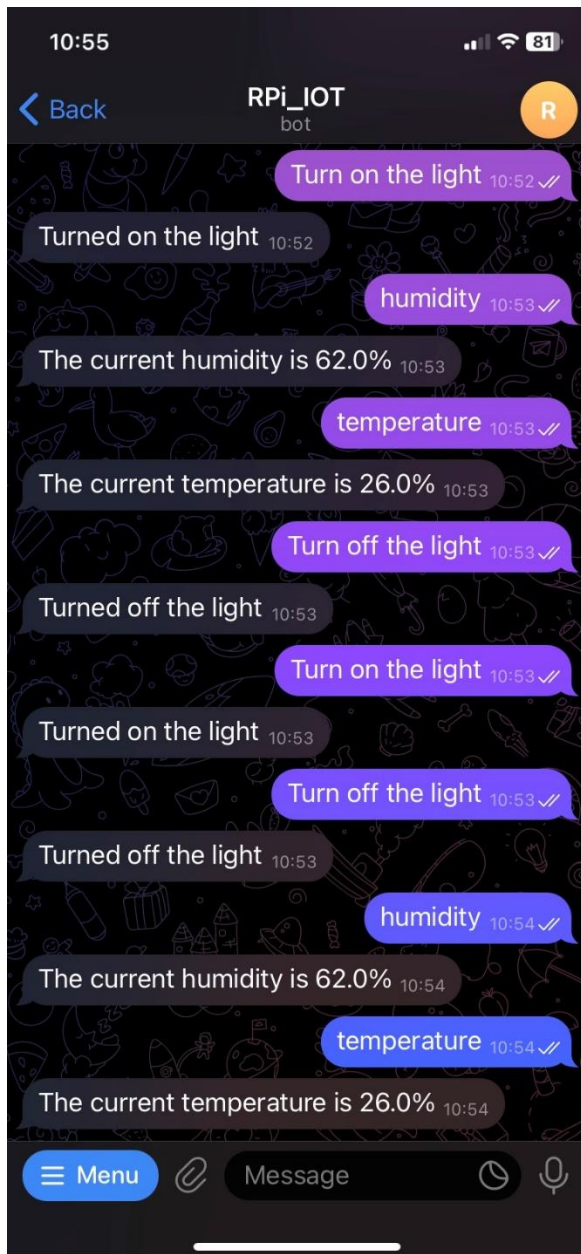 10:55
81
Back
RPi_IOT
bot
R
Turn on the light 10:52
Turned on the light 10:52
humidity 10:53
The current humidity is 62.0% 10:53
temperature 10:53
The current temperature is 26.0% 10:53
Turn off the light 10:53
Turned off the light 10:53
Turn on the light 10:53
Turned on the light 10:53
Turn off the light 10:53
Turned off the light 10:53
humidity 10:54
The current humidity is 62.0% 10:54
temperature 10:54
The current temperature is 26.0% 10:54
Menu
Message